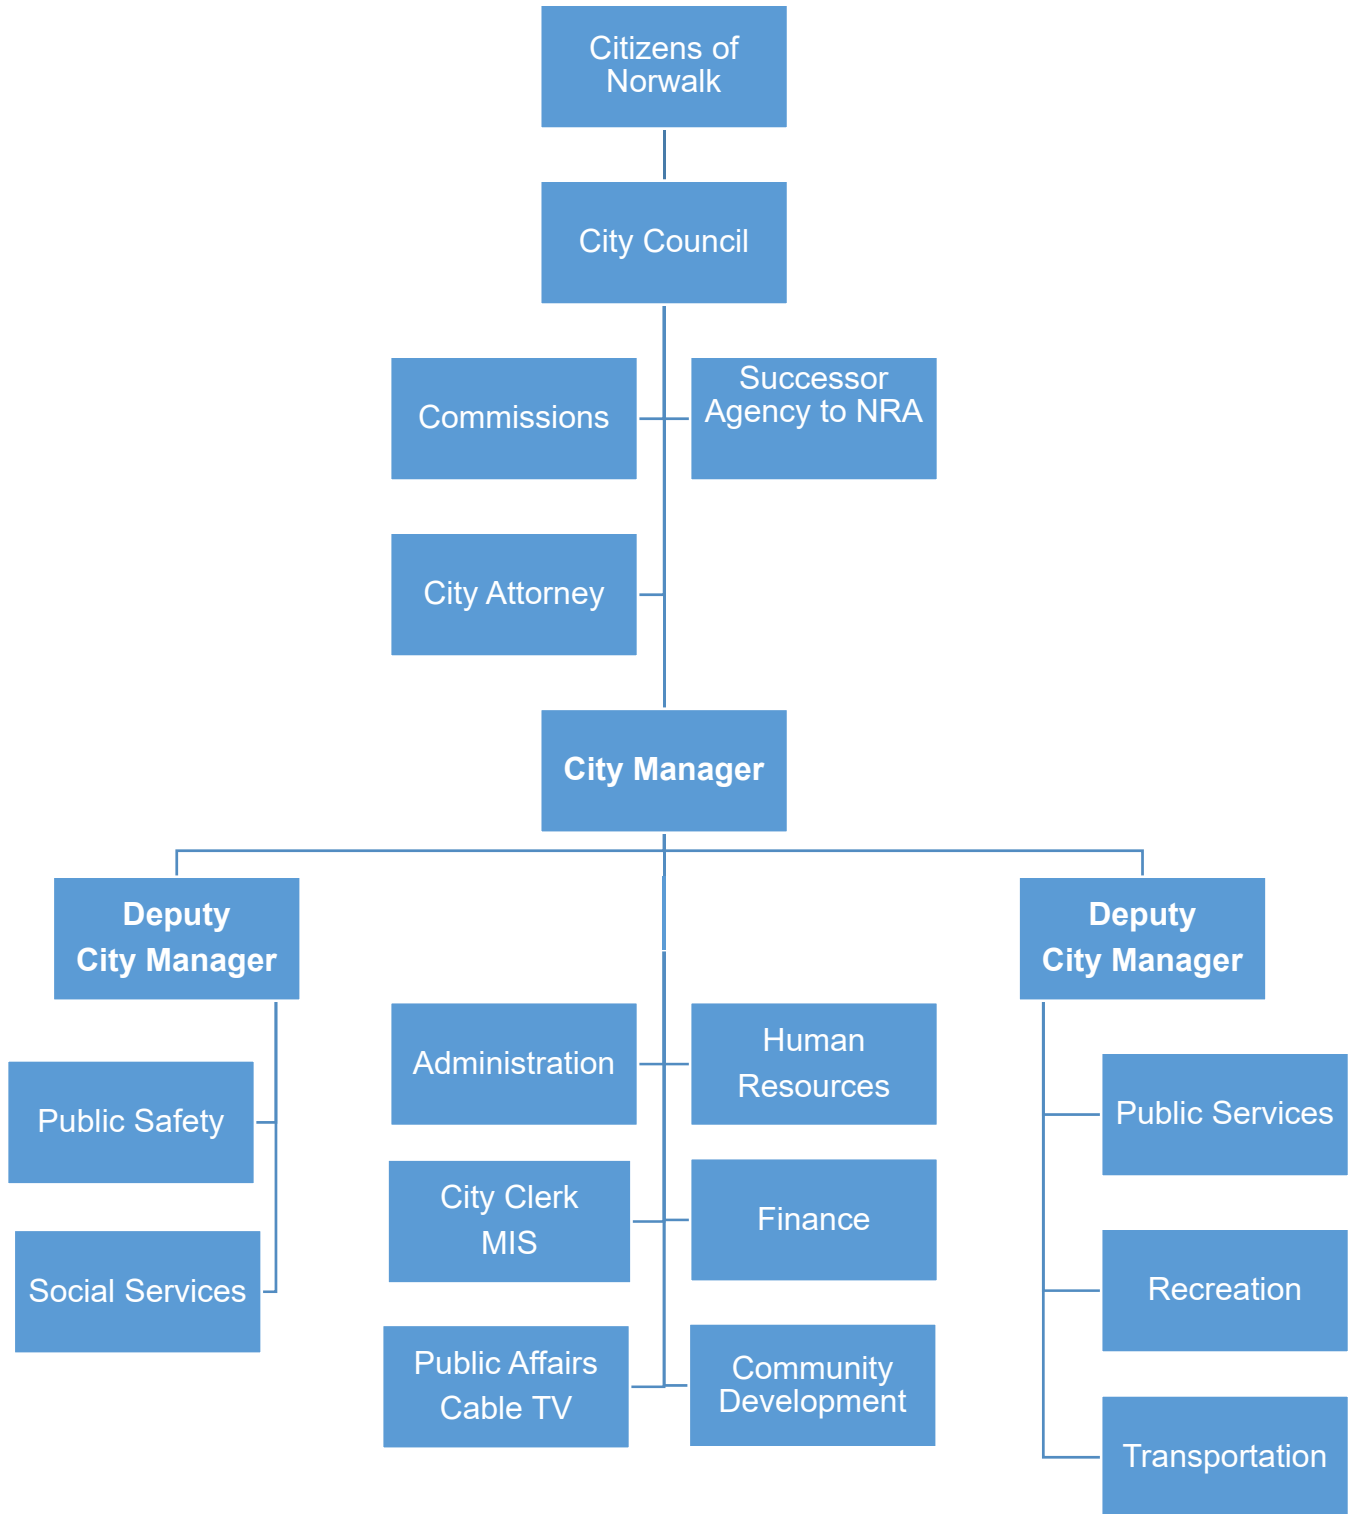 Citizens of
Norwalk
City Council
Commissions
Successor
Agency to NRA
City Attorney
City Manager
Deputy
City Manager
Deputy
City Manager
Administration
Human
Resources
Public Safety
Public Services
City Clerk
MIS
Finance
Social Services
Recreation
Public Affairs
Cable TV
Community
Development
Transportation